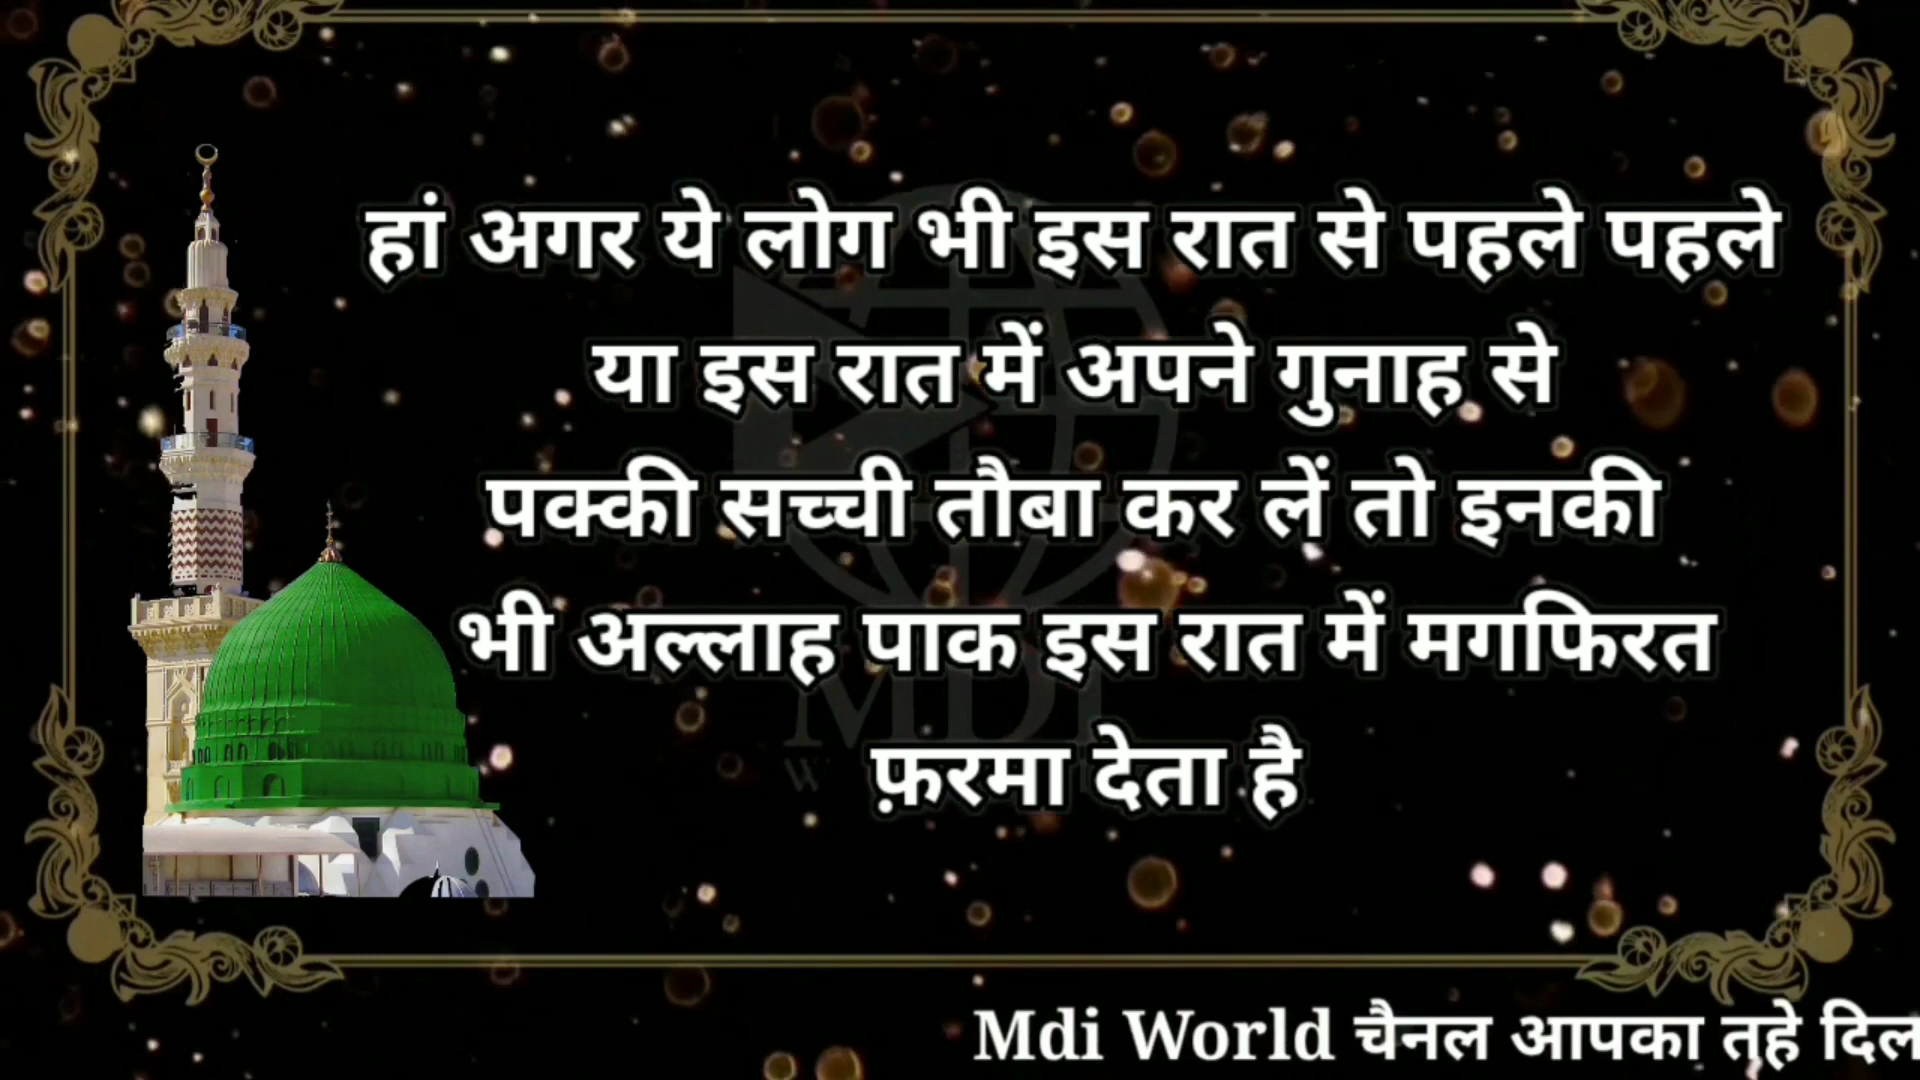 हां अगर ये लोग भी इस रात से पहले पहले
या इस रात में अपने गुनाह से
पक्की सच्ची तौबा कर लें तो इनकी
भी अल्लाह पाक इस रात में मगफिरत
फ़रमा देता है
MDI
Mdi World चैनल आपका तहे दिल